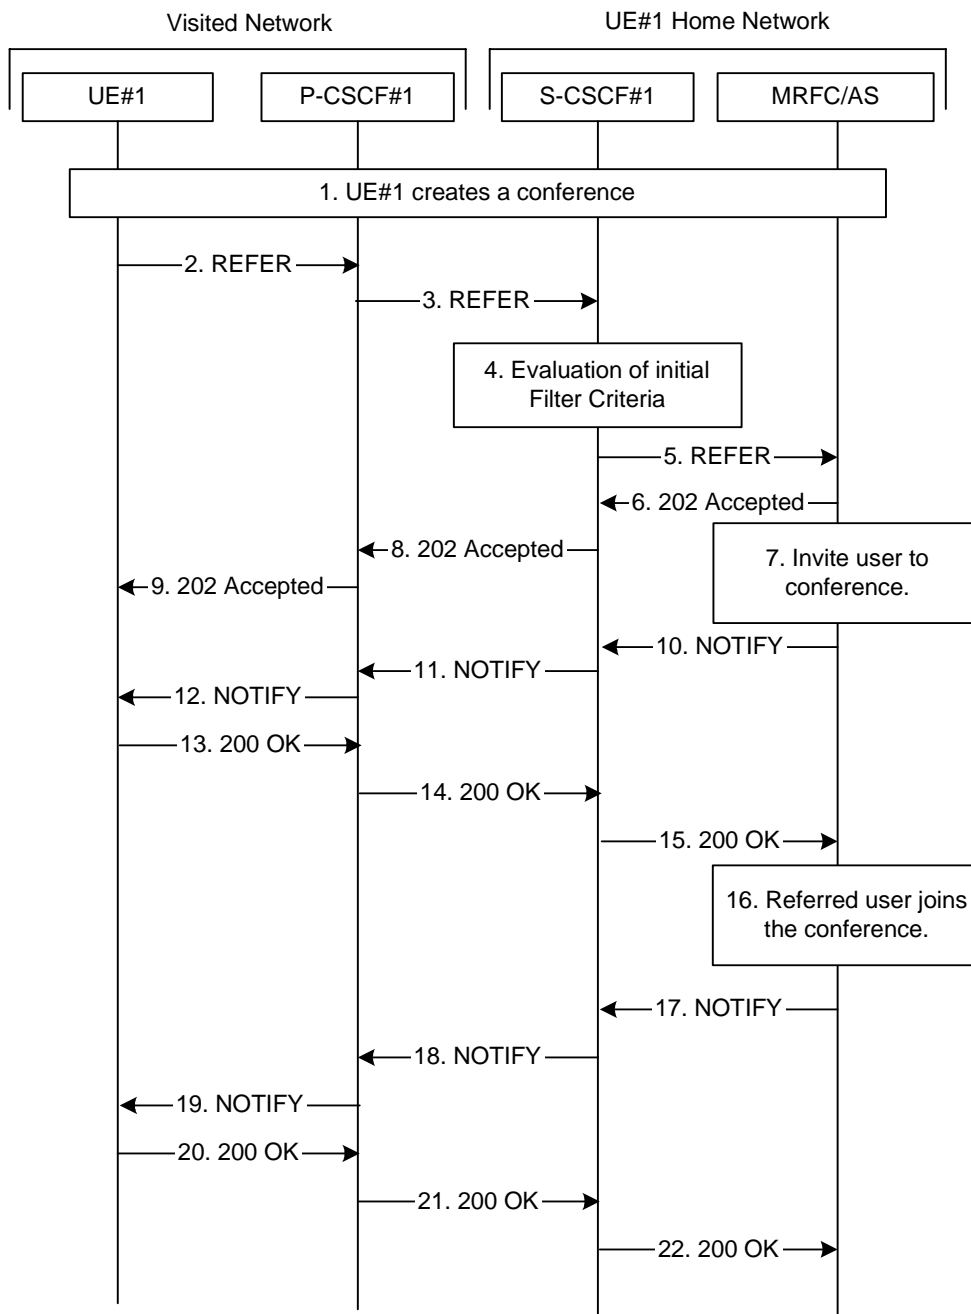 Visited Network
UE#1 Home Network
UE#1
P-CSCF#1
S-CSCF#1
MRFC/AS
1. UE#1 creates a conference
2. REFER
3. REFER
4. Evaluation of initial
Filter Criteria
5. REFER
6. 202 Accepted
7. Invite user to
conference.
8. 202 Accepted
9. 202 Accepted
10. NOTIFY
11. NOTIFY
12. NOTIFY
13. 200 OK
14. 200 OK
15. 200 OK
16. Referred user joins
the conference.
17. NOTIFY
18. NOTIFY
19. NOTIFY
20. 200 OK
21. 200 OK
22. 200 OK